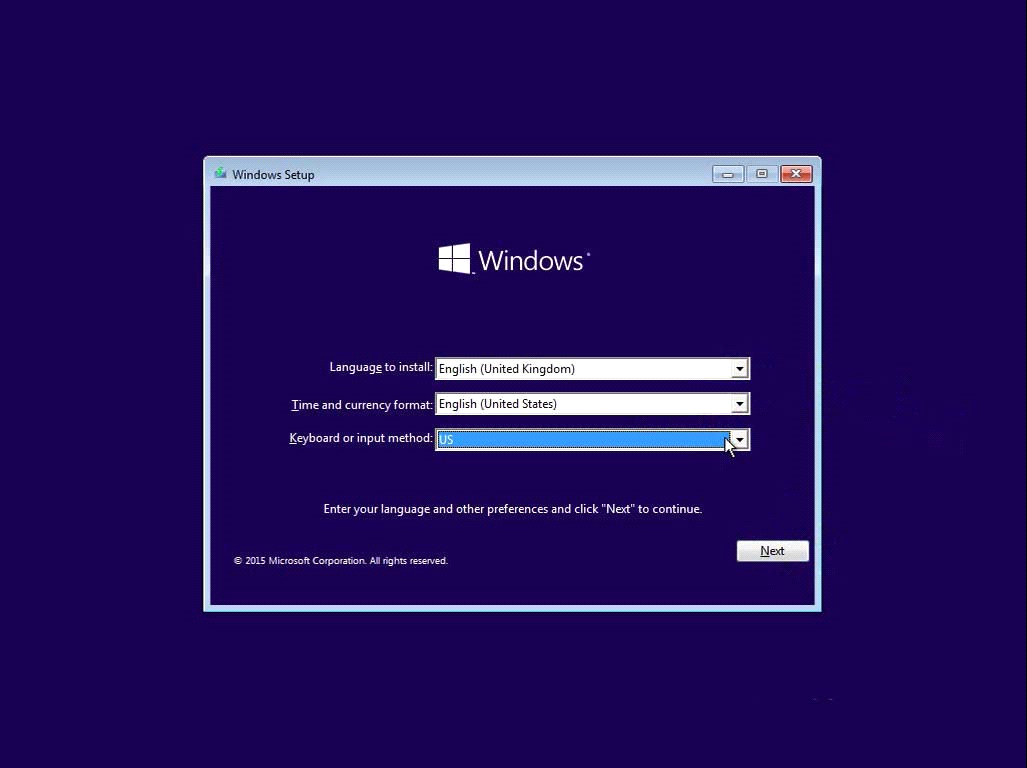 Windows Setup
Windows
Language to install: English (United Kingdom)
Time and currency format: English (United States)
Keyboard or input method: US
Enter your language and other preferences and click "Next" to continue.
Next
© 2015 Microsoft Corporation. All rights reserved.